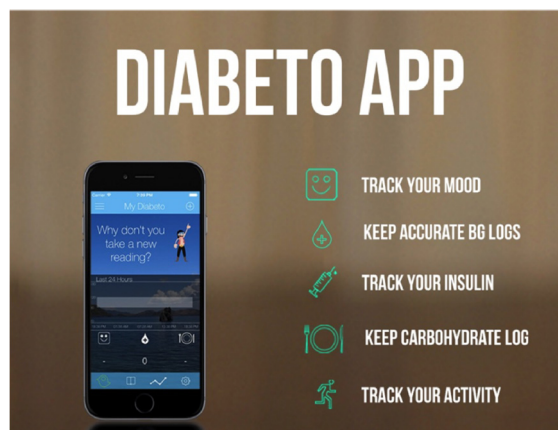 DIABETO APP
TRACK YOUR MOOD
KEEP ACCURATE BG LOGS
TRACK YOUR INSULIN
KEEP CARBOHYDRATE LOG
TRACK YOUR ACTIVITY
My Diabeto
Why don't you
take a new
reading?
Last 24 Hours
- 0 -